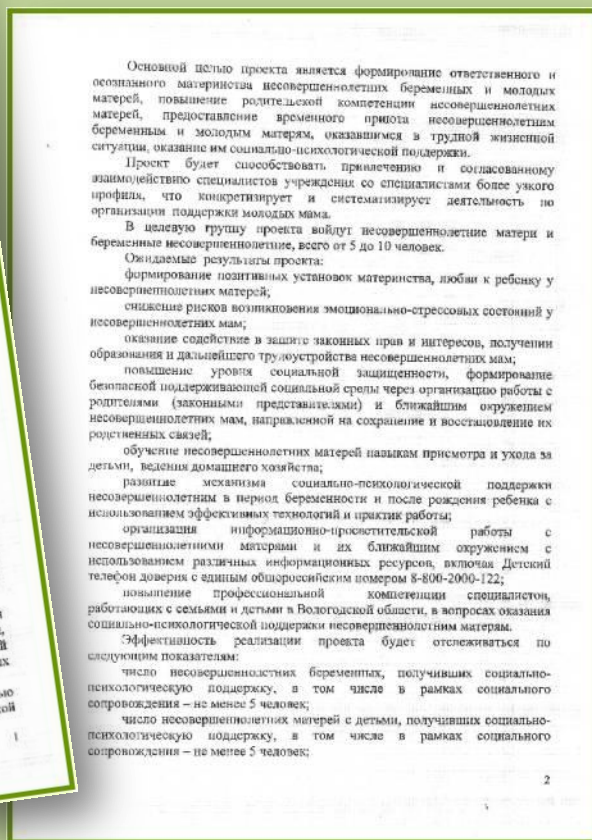 Основной целью проекта является формирование ответственного и
осознанного материнства несовершеннолетних беременных и молодых
матерей, повышение родительской компетенции несовершеннолетних
матерей, предоставление временного приюта несовершеннолетним
беременным и молодым матерям, оказавшимся в трудной жизненной
ситуации, оказание им социально-психологической поддержки.
Проект будет способствовать привлечению и согласованному
взаимодействию специалистов учреждения со специалистами более узкого
профиля, что конкретизирует и систематизирует деятельность по
организации поддержки молодых мама.
В целевую группу проекта войдут несовершеннолетние матери и
беременные несовершеннолетние, всего от 5 до 10 человек.
Ожидаемые результаты проекта:
формирование позитивных установок материнства, любви к ребенку у
несовершеннолетних матерей;
снижение рисков возникновения эмоционально-стрессовых состояний у
несовершеннолетних мам;
оказание содействие в защите законных прав и интересов, получении
образования и дальнейшего трудоустройства несовершеннолетних мам;
повышение уровня социальной защищенности, формирование
безопасной поддерживающей социальной среды через организацию работы с
родителями (законными представителями) и ближайшим окружением
несовершеннолетних мам, направленной на сохранение и восстановление их
родственных связей;
обучение несовершеннолетних матерей навыкам присмотра и ухода за
детьми, ведения домашнего хозяйства;
развитие механизма социально-психологической поддержки
несовершеннолетним в период беременности и после рождения ребенка с
использованием эффективных технологий и практик работы;
организация информационно-просветительской работы с
несовершеннолетними матерями и их ближайшим окружением с
использованием различных информационных ресурсов, включая Детский
телефон доверия с единым общероссийским номером 8-800-2000-122;
повышение профессиональной компетенции специалистов,
работающих с семьями и детьми в Вологодской области, в вопросах оказания
социально-психологической поддержки несовершеннолетним матерям.
Эффективность реализации проекта будет отслеживаться по
следующим показателям:
число несовершеннолетних беременных, получивших социально-
психологическую поддержку, в том числе в рамках социального
сопровождения – не менее 5 человек;
число несовершеннолетних матерей с детьми, получивших социально-
психологическую поддержку, в том числе в рамках социального
сопровождения – не менее 5 человек;
2
1